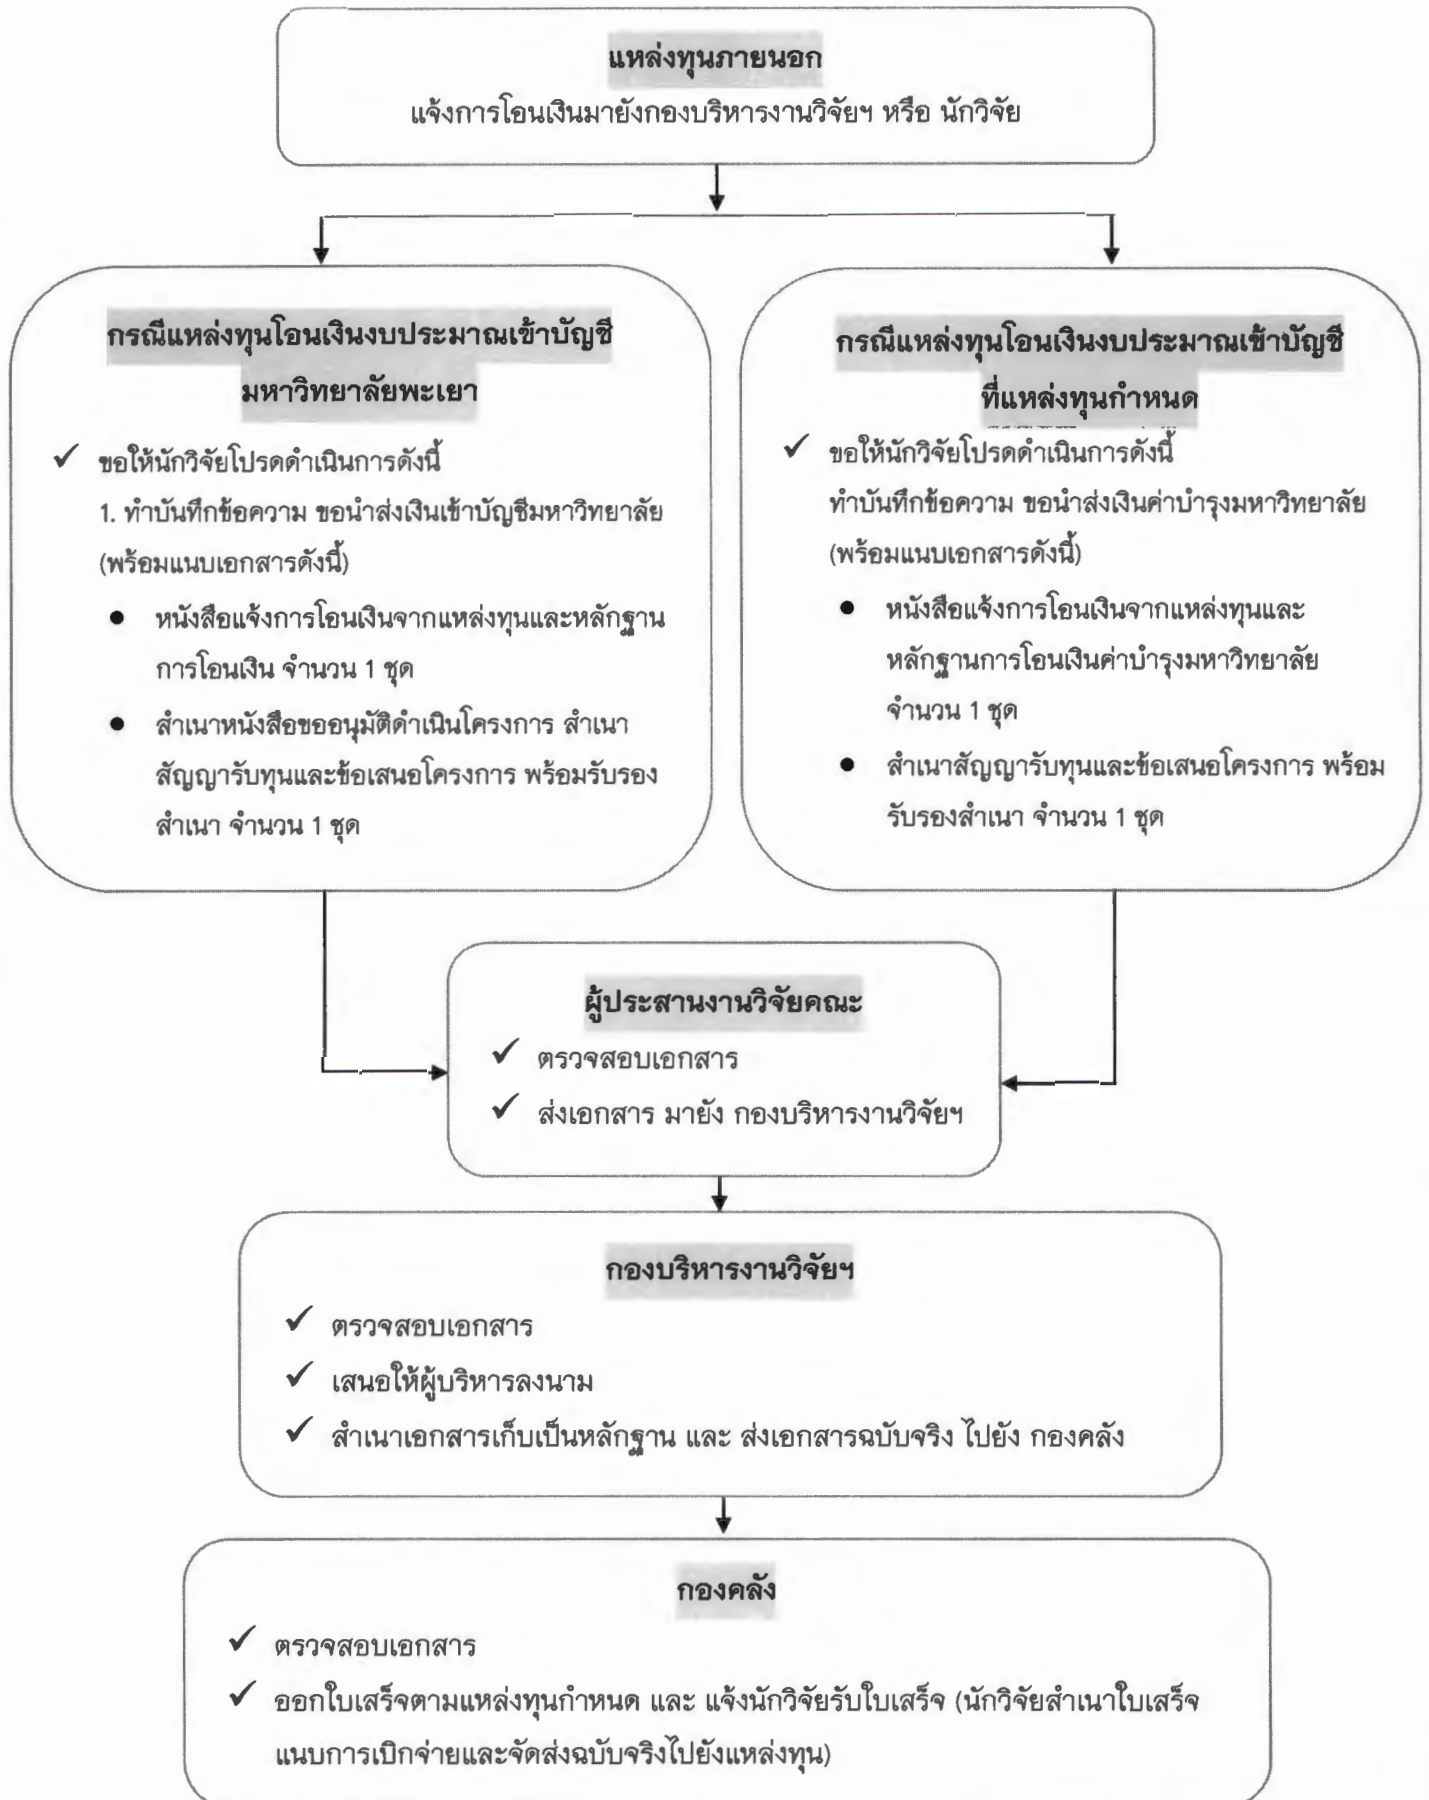 แหล่งทุนภายนอก
แจ้งการโอนเงินมายังกองบริหารงานวิจัยฯ หรือ นักวิจัย
กรณีแหล่งทุนโอนเงินงบประมาณเข้าบัญชี
มหาวิทยาลัยพะเยา
✓ ขอให้นักวิจัยโปรดดำเนินการดังนี้
1. ทำบันทึกข้อความ ขอนำส่งเงินเข้าบัญชีมหาวิทยาลัย
(พร้อมแนบเอกสารดังนี้)
● หนังสือแจ้งการโอนเงินจากแหล่งทุนและหลักฐาน
การโอนเงิน จำนวน 1 ชุด
● สำเนาหนังสือขออนุมัติดำเนินโครงการ สำเนา
สัญญารับทุนและข้อเสนอโครงการ พร้อมรับรอง
สำเนา จำนวน 1 ชุด
กรณีแหล่งทุนโอนเงินงบประมาณเข้าบัญชี
ที่แหล่งทุนกำหนด
✓ ขอให้นักวิจัยโปรดดำเนินการดังนี้
ทำบันทึกข้อความ ขอนำส่งเงินค่าบำรุงมหาวิทยาลัย
(พร้อมแนบเอกสารดังนี้)
● หนังสือแจ้งการโอนเงินจากแหล่งทุนและ
หลักฐานการโอนเงินค่าบำรุงมหาวิทยาลัย
จำนวน 1 ชุด
● สำเนาสัญญารับทุนและข้อเสนอโครงการ พร้อม
รับรองสำเนา จำนวน 1 ชุด
ผู้ประสานงานวิจัยคณะ
✓ ตรวจสอบเอกสาร
✓ ส่งเอกสาร มายัง กองบริหารงานวิจัยฯ
กองบริหารงานวิจัยฯ
✓ ตรวจสอบเอกสาร
✓ เสนอให้ผู้บริหารลงนาม
✓ สำเนาเอกสารเก็บเป็นหลักฐาน และ ส่งเอกสารฉบับจริง ไปยัง กองคลัง
กองคลัง
✓ ตรวจสอบเอกสาร
✓ ออกใบเสร็จตามแหล่งทุนกำหนด และ แจ้งนักวิจัยรับใบเสร็จ (นักวิจัยสำเนาใบเสร็จ
แนบการเบิกจ่ายและจัดส่งฉบับจริงไปยังแหล่งทุน)